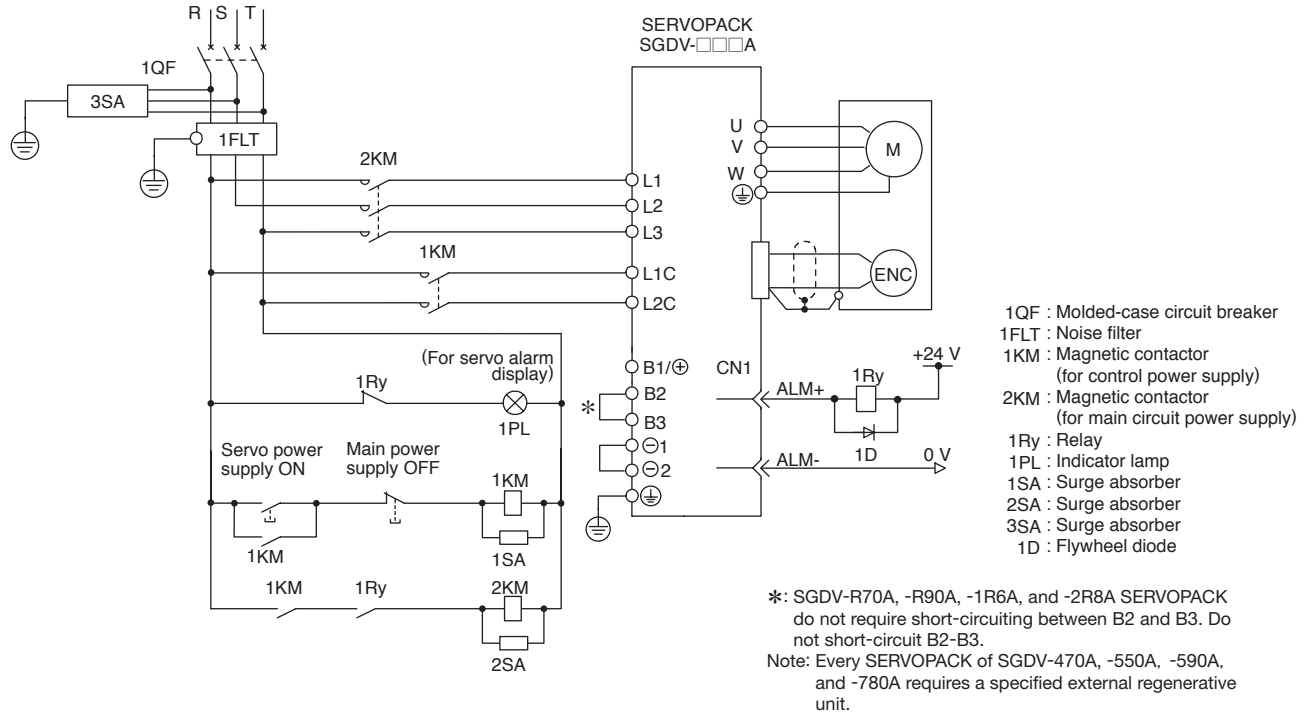 R S T
SERVOPACK
SGDV-□□□A
1QF
3SA
1FLT
U
V
W
M
2KM
L1
L2
L3
1KM
L1C
L2C
ENC
(For servo alarm
display)
1Ry
1PL
B1/⊕
CN1
B2
B3
*
⊖1
⊖2
ALM+
1Ry
+24 V
1D
ALM-
0 V
Servo power
supply ON
Main power
supply OFF
1KM
1KM
1SA
1KM
1Ry
2KM
2SA
1QF : Molded-case circuit breaker
1FLT : Noise filter
1KM : Magnetic contactor
(for control power supply)
2KM : Magnetic contactor
(for main circuit power supply)
1Ry : Relay
1PL : Indicator lamp
1SA : Surge absorber
2SA : Surge absorber
3SA : Surge absorber
1D : Flywheel diode
*: SGDV-R70A, -R90A, -1R6A, and -2R8A SERVOPACK
do not require short-circuiting between B2 and B3. Do
not short-circuit B2-B3.
Note: Every SERVOPACK of SGDV-470A, -550A, -590A,
and -780A requires a specified external regenerative
unit.